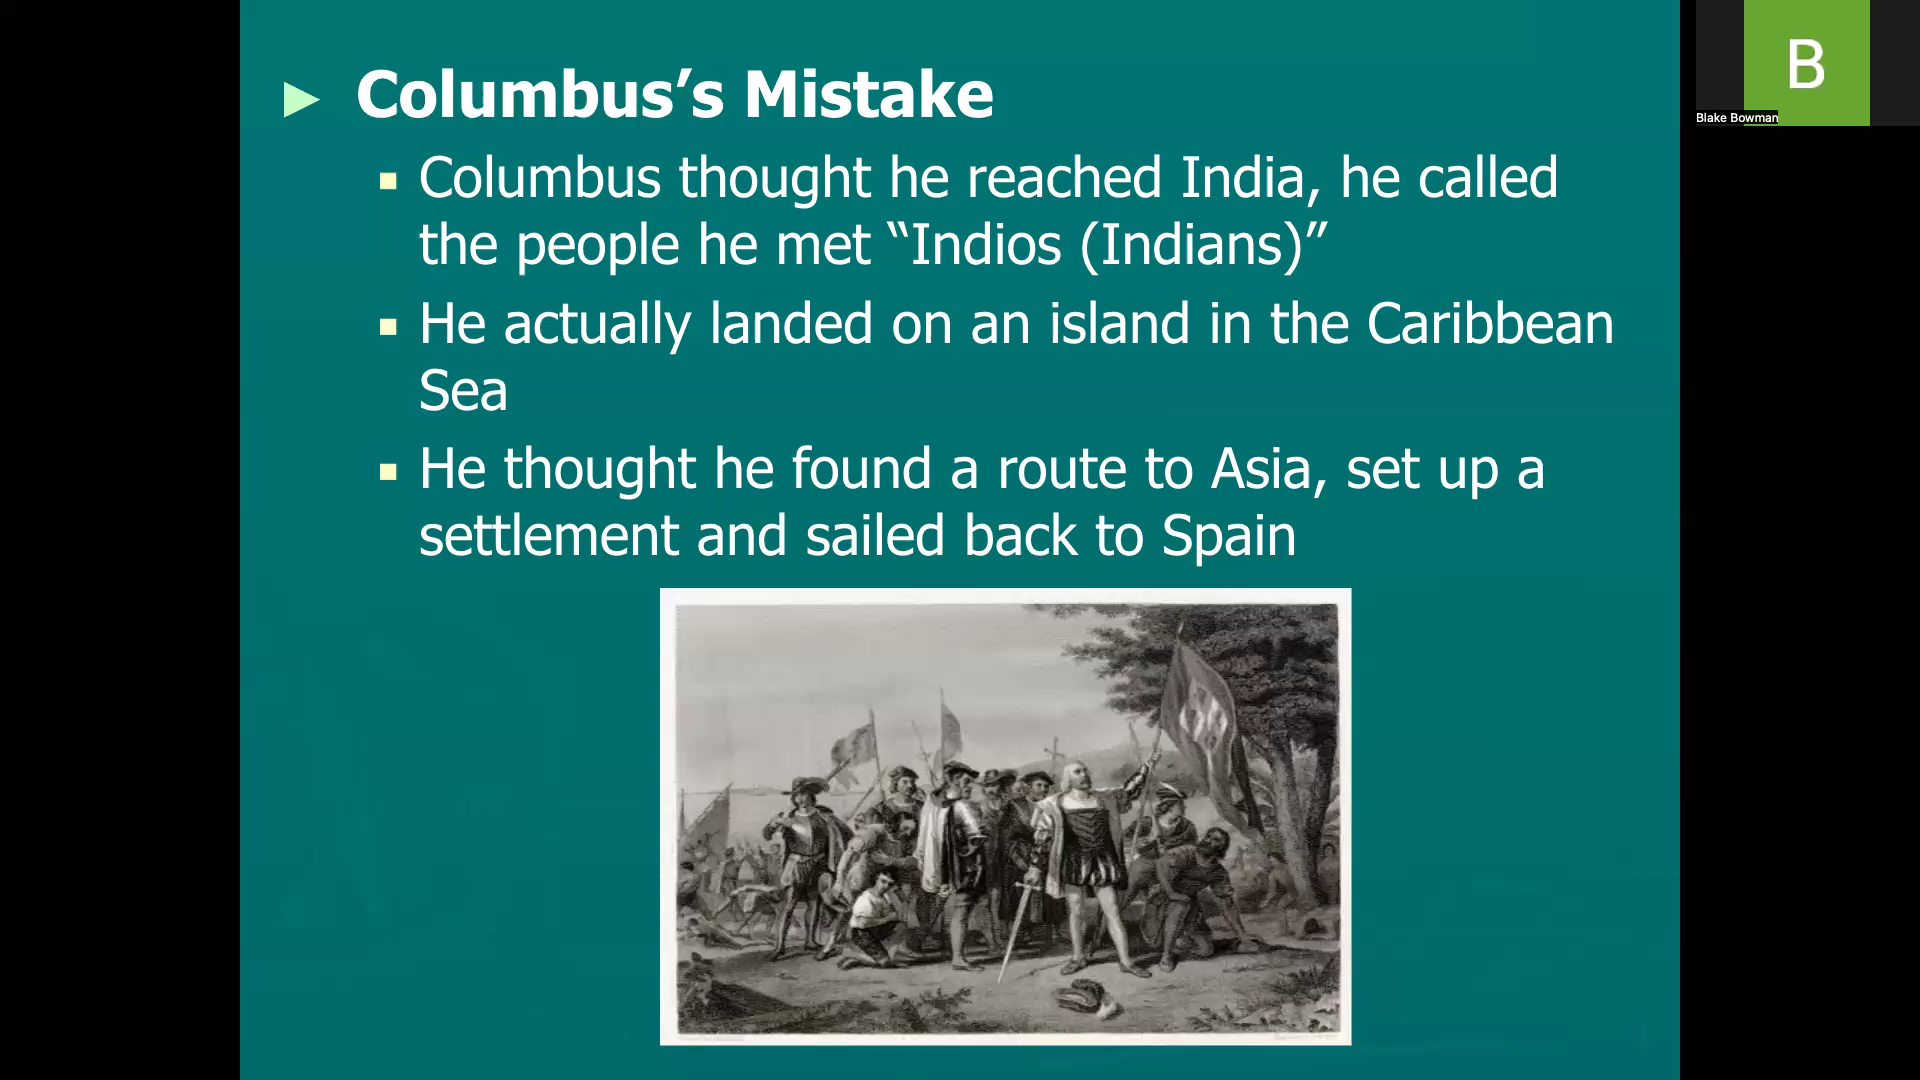 Columbus’s Mistake
Columbus thought he reached India, he called
the people he met “Indios (Indians)”
He actually landed on an island in the Caribbean
Sea
He thought he found a route to Asia, set up a
settlement and sailed back to Spain
B
Blake Bowman